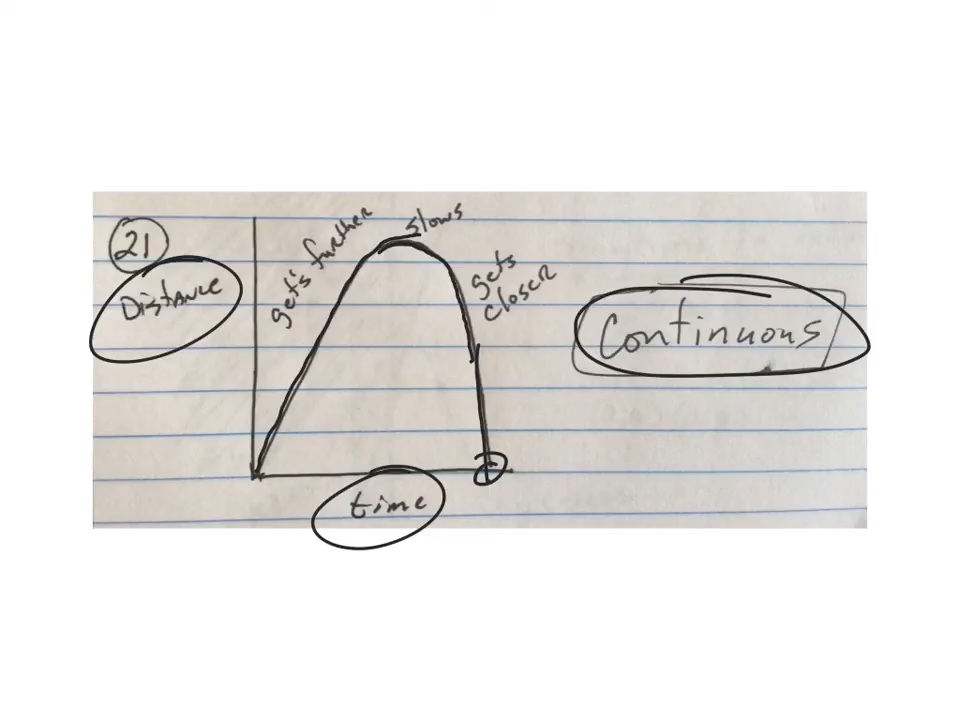 21
Distance
gets further
slows
gets
closer
Continuous
time